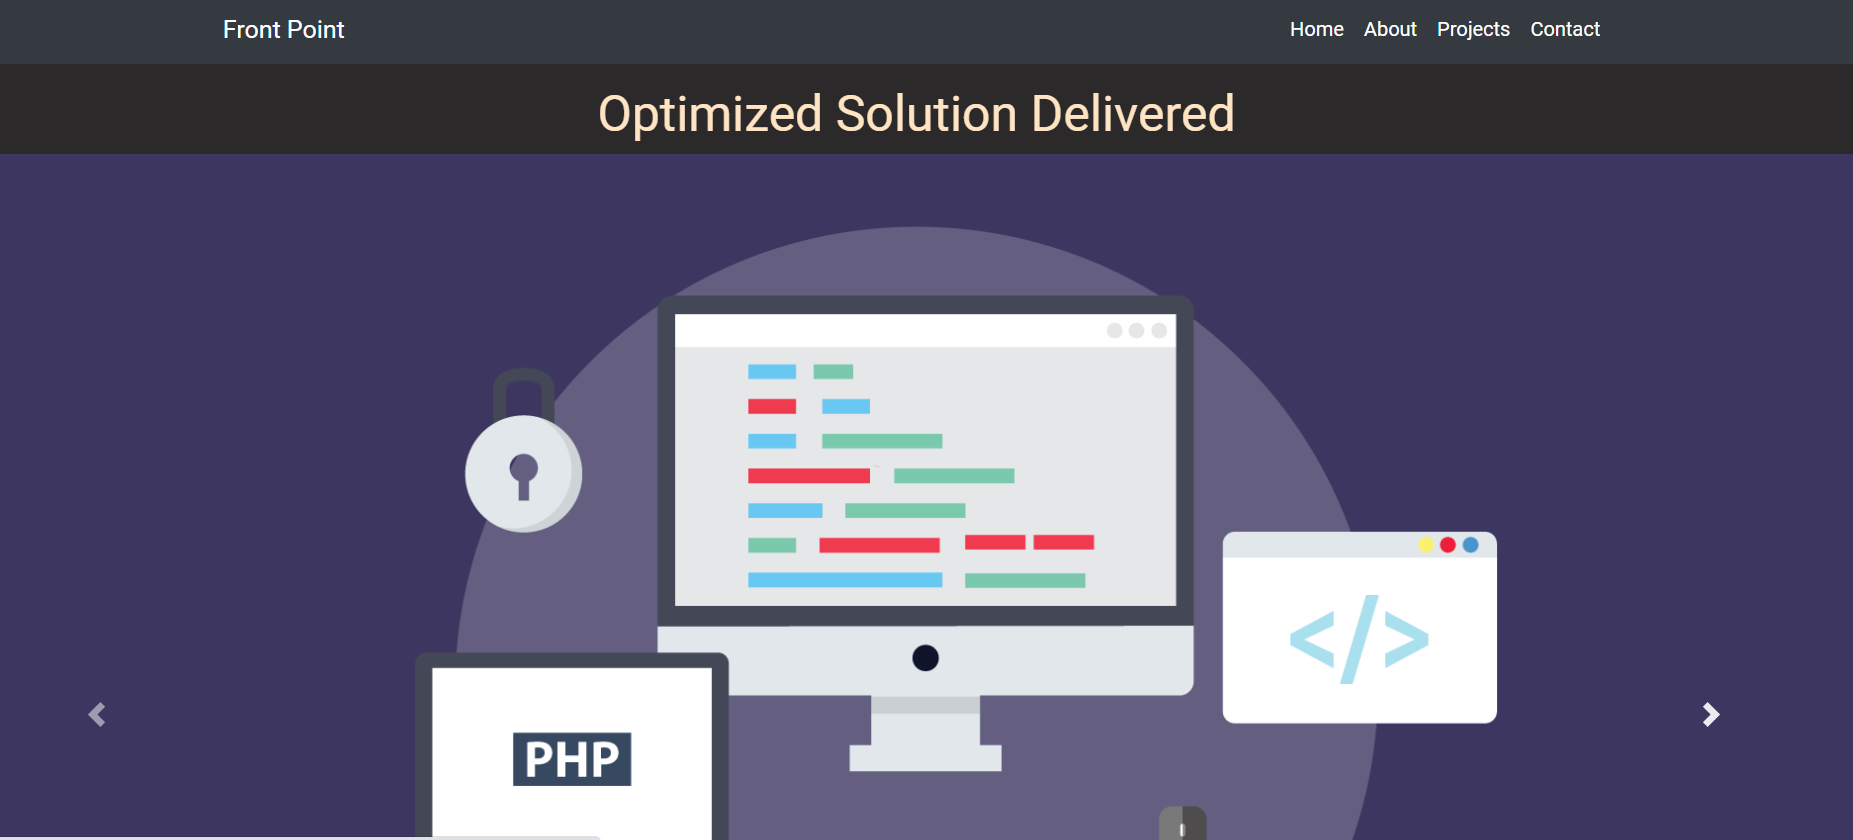 Front Point
Home About Projects Contact
Optimized Solution Delivered
</>
PHP